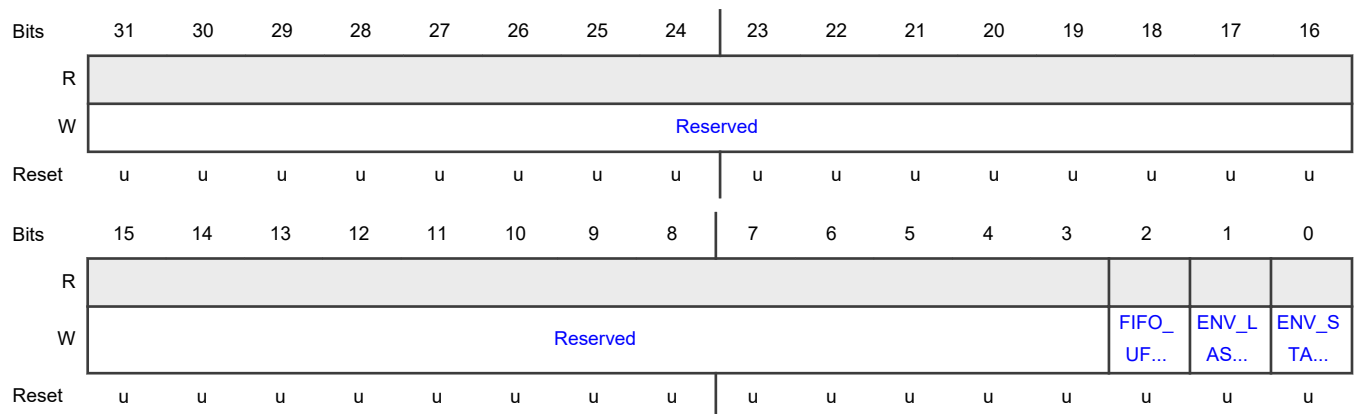 Bits 31 30 29 28 27 26 25 24 23 22 21 20 19 18 17 16
R
W Reserved
Reset u u u u u u u u u u u u u u u u
Bits 15 14 13 12 11 10 9 8 7 6 5 4 3 2 1 0
R
W Reserved FIFO_ ENV_L ENV_S
UF... AS... TA...
Reset u u u u u u u u u u u u u u u u